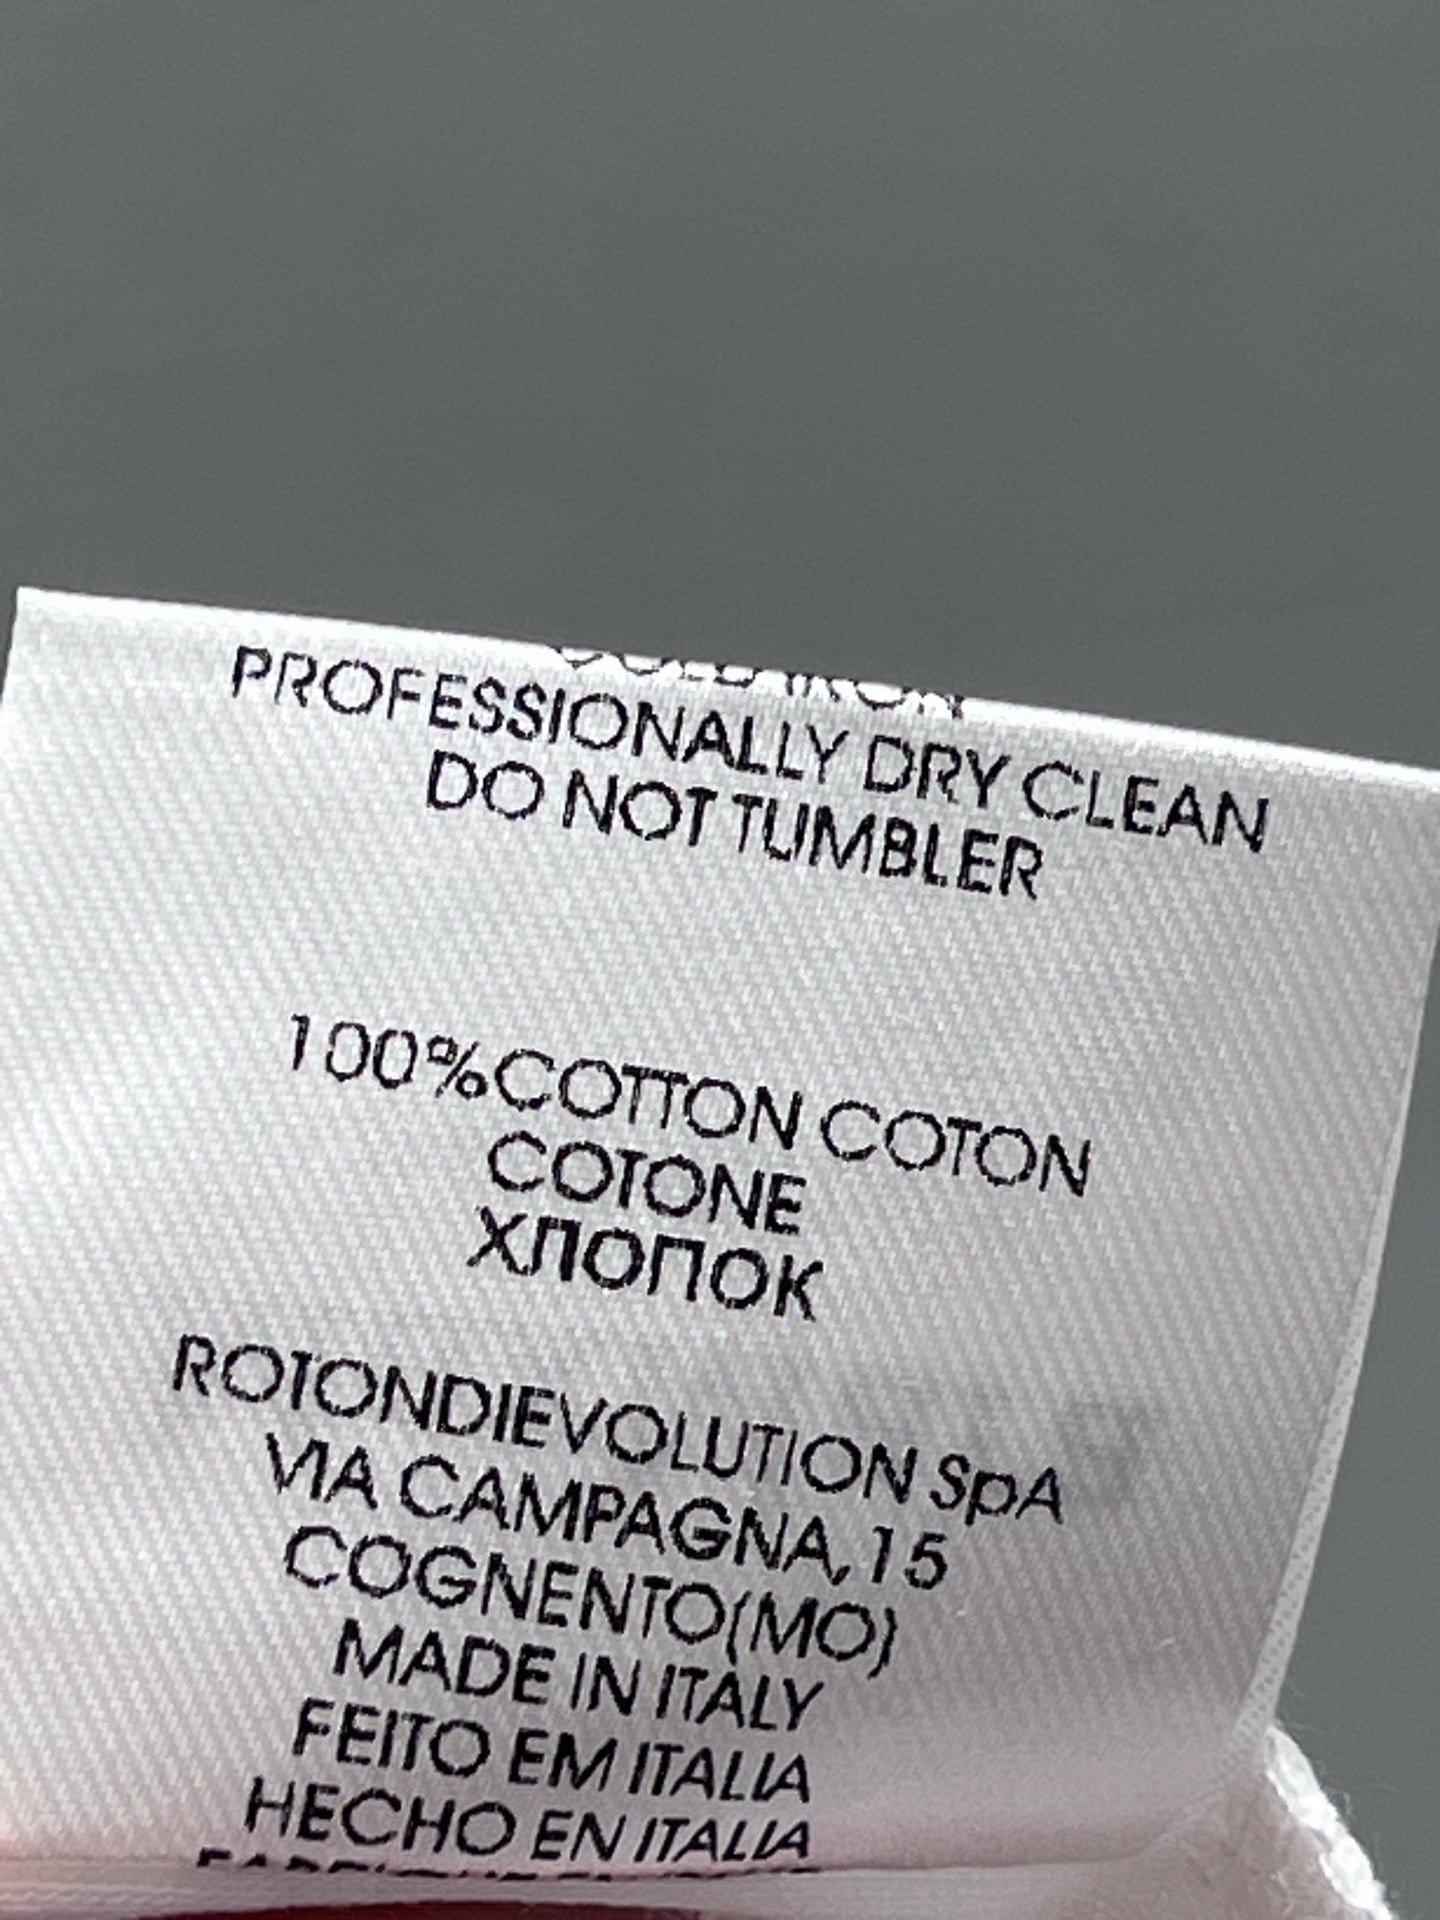 PROFESSIONALLY DRY CLEAN
DO NOT TUMBLER
100%COTTON COTON
COTONE
ХЛОПОК
ROTONDIEVOLUTION SpA
VIA CAMPAGNA,15
COGNENTO(MO)
MADE IN ITALY
FEITO EM ITALIA
HECHO EN ITALIA